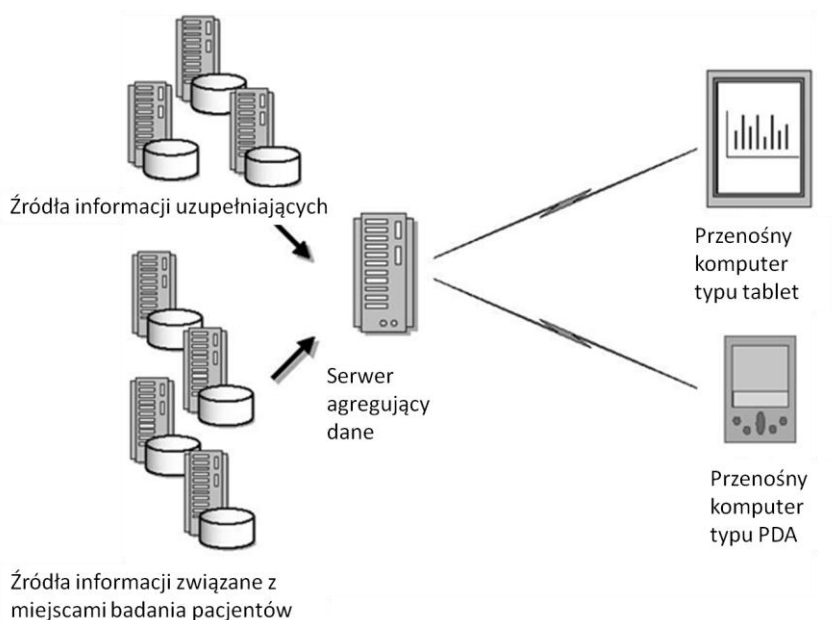 Źródła informacji uzupełniających
Przenośny
komputer
typu tablet
Serwer
agregujący
dane
Przenośny
komputer
typu PDA
Źródła informacji związane z
miejscami badania pacjentów